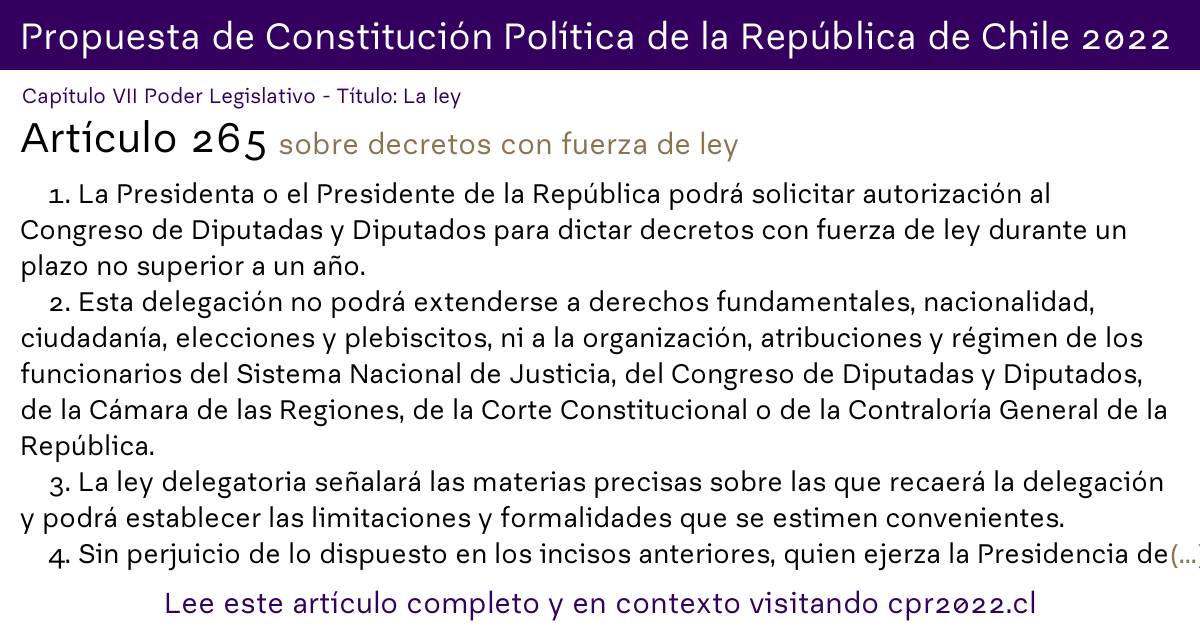 Propuesta de Constitución Política de la República de Chile 2022
Capítulo VII Poder Legislativo - Título: La ley
Artículo 265 sobre decretos con fuerza de ley
1. La Presidenta o el Presidente de la República podrá solicitar autorización al
Congreso de Diputadas y Diputados para dictar decretos con fuerza de ley durante un
plazo no superior a un año.
2. Esta delegación no podrá extenderse a derechos fundamentales, nacionalidad,
ciudadanía, elecciones y plebiscitos, ni a la organización, atribuciones y régimen de los
funcionarios del Sistema Nacional de Justicia, del Congreso de Diputadas y Diputados,
de la Cámara de las Regiones, de la Corte Constitucional o de la Contraloría General de la
República.
3. La ley delegatoria señalará las materias precisas sobre las que recaerá la delegación
y podrá establecer las limitaciones y formalidades que se estimen convenientes.
4. Sin perjuicio de lo dispuesto en los incisos anteriores, quien ejerza la Presidencia de(...)
Lee este artículo completo y en contexto visitando cpr2022.cl